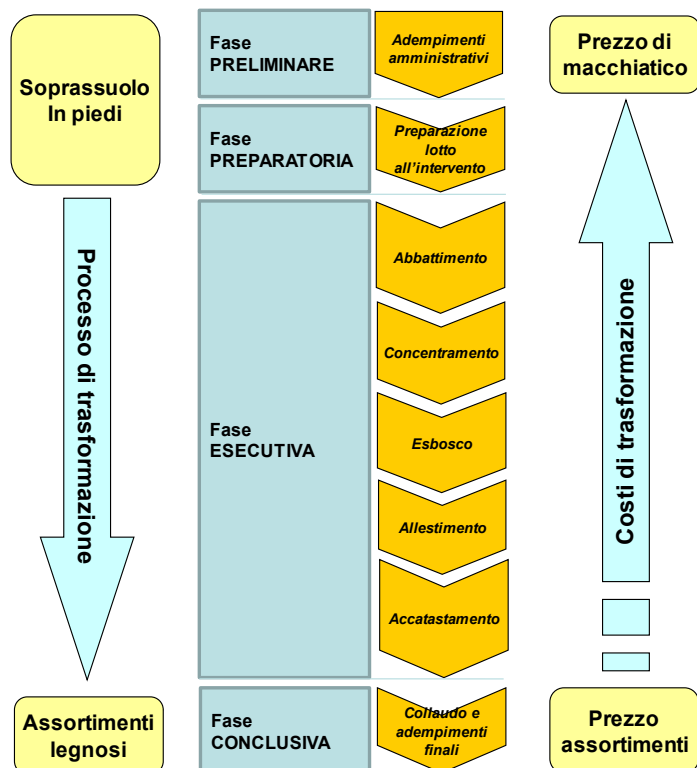 Soprassuolo
In piedi
Processo di trasformazione
Assortimenti
legnosi
Fase
PRELIMINARE
Adempimenti
amministrativi
Fase
PREPARATORIA
Preparazione
lotto
all'intervento
Fase
ESECUTIVA
Abbattimento
Concentramento
Esbosco
Allestimento
Accatastamento
Fase
CONCLUSIVA
Collaudo e
adempimenti
finali
Prezzo di
macchiatico
Costi di trasformazione
Prezzo
assortimenti